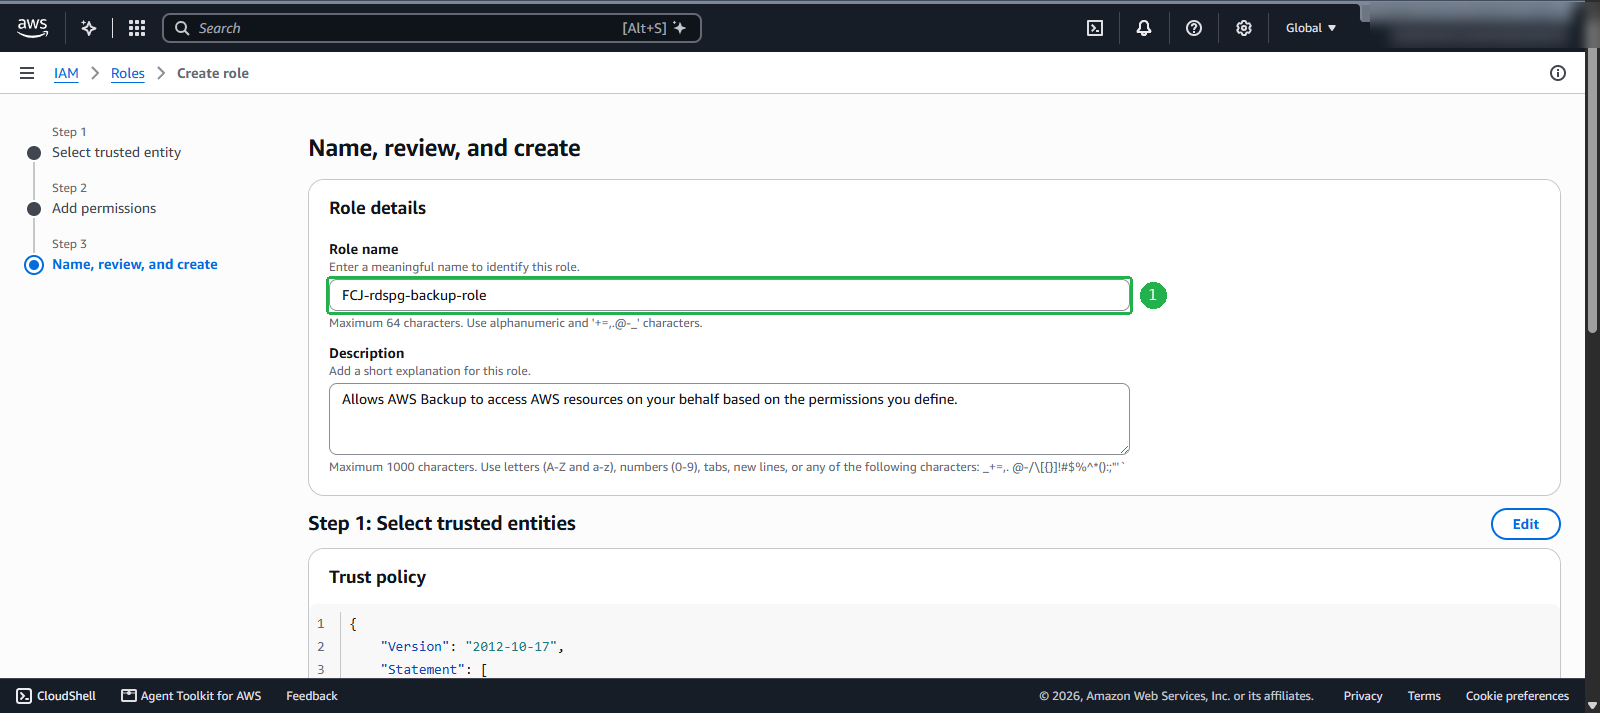 aws
Search [Alt+S]
Global
IAM > Roles > Create role
Step 1
Select trusted entity
Step 2
Add permissions
Step 3
Name, review, and create
Name, review, and create
Role details
Role name
Enter a meaningful name to identify this role.
FCJ-rdspg-backup-role
1
Maximum 64 characters. Use alphanumeric and '+=,.@-_' characters.
Description
Add a short explanation for this role.
Allows AWS Backup to access AWS resources on your behalf based on the permissions you define.
Maximum 1000 characters. Use letters (A-Z and a-z), numbers (0-9), tabs, new lines, or any of the following characters: _+=,. @-/\[{}]!#$%^*();:"'`
Step 1: Select trusted entities
Edit
Trust policy
1 {
2 "Version": "2012-10-17",
3 "Statement": [
CloudShell Agent Toolkit for AWS Feedback © 2026, Amazon Web Services, Inc. or its affiliates. Privacy Terms Cookie preferences